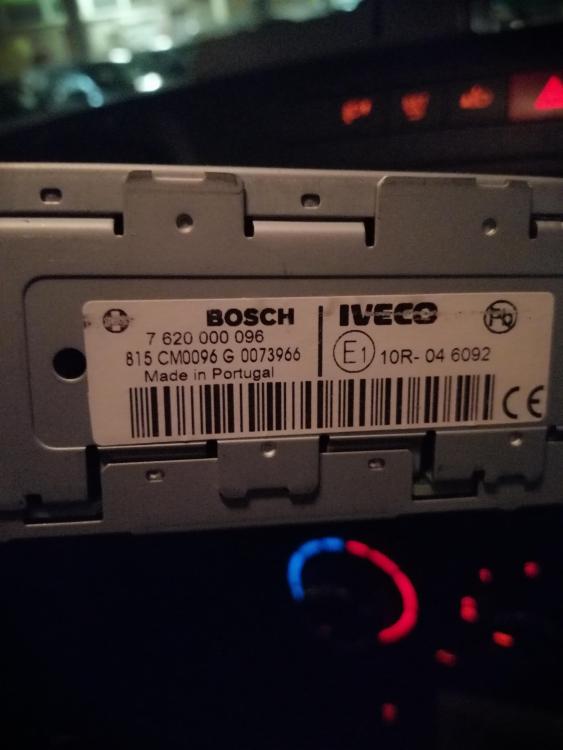 BOSCH
7 620 000 096
815 CM0096 G 0073966
Made in Portugal
IVECO
Pb
E1 10R- 04 6092
CE